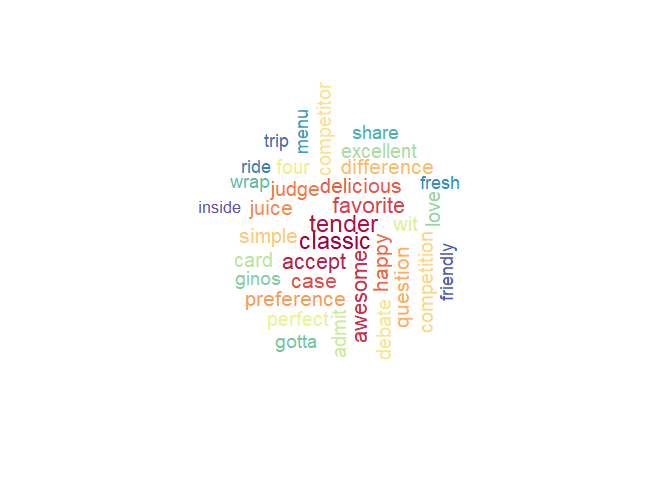 competitor
menu
share
trip
excellent
ride
four
difference
wrap
judge
delicious
fresh
inside
juice
favorite
love
tender
wit
simple
classic
card
accept
happy
friendly
ginos
case
awesome
question
competition
preference
perfect
admit
debate
gotta